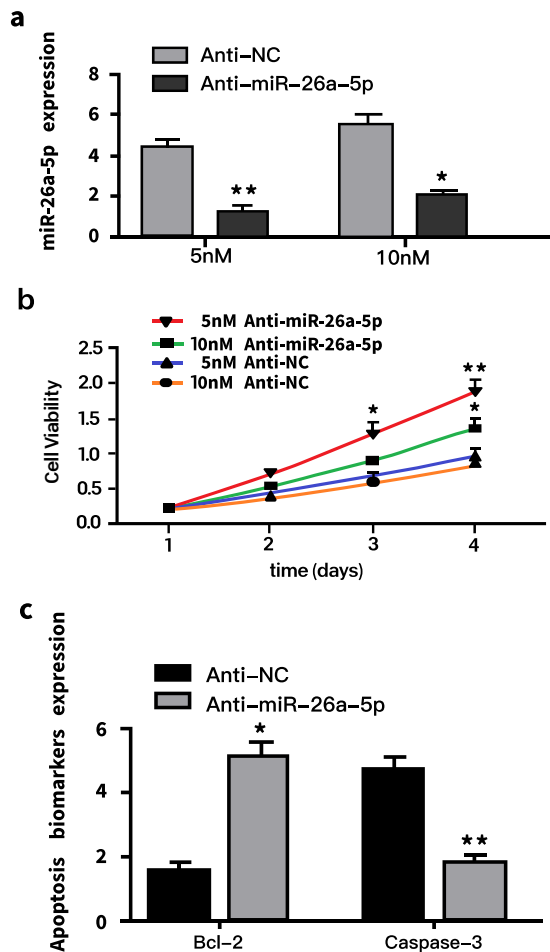 a
Anti–NC
Anti–miR–26a–5p
miR–26a–5p expression
8
6
4
2
0
**
*
5nM
10nM
b
5nM Anti-miR-26a-5p
10nM Anti-miR-26a-5p
5nM Anti-NC
10nM Anti-NC
Cell Viability
2.5
2.0
1.5
1.0
0.5
0.0
*
**
*
1
2
3
4
time (days)
c
Anti–NC
Anti–miR–26a–5p
Apoptosis biomarkers expression
6
4
2
0
*
**
Bcl–2
Caspase–3